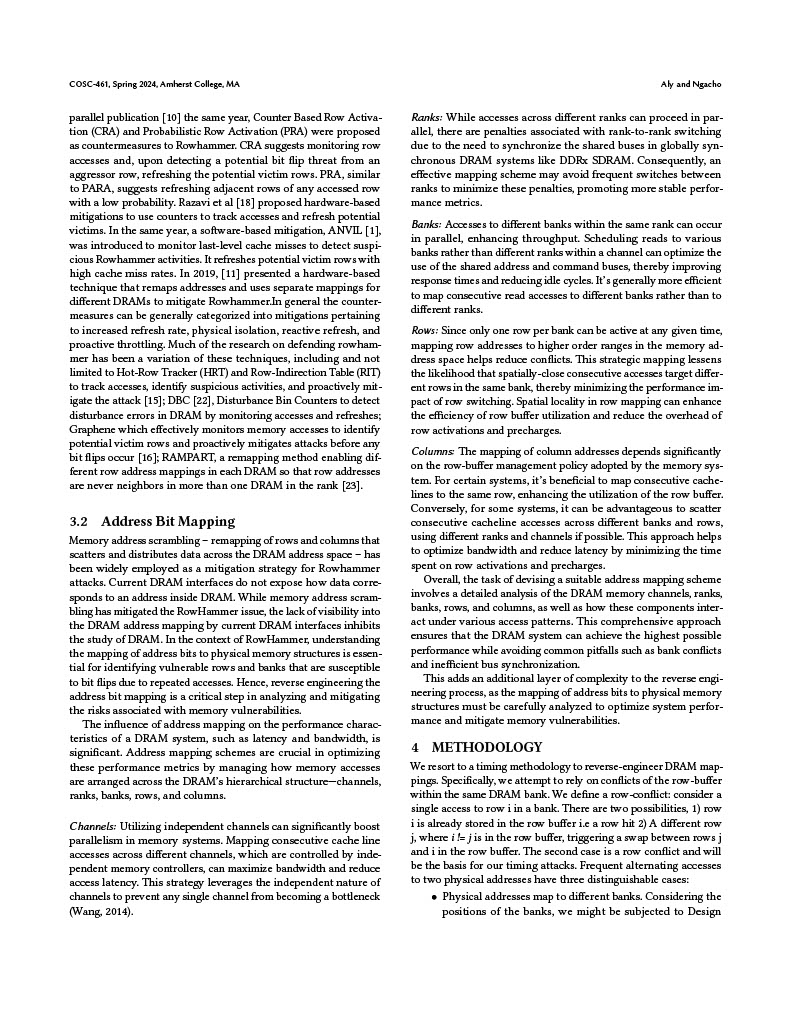 COSC-461, Spring 2024, Amherst College, MA
Aly and Ngacho
parallel publication [10] the same year, Counter Based Row Activa-
tion (CRA) and Probabilistic Row Activation (PRA) were proposed
as countermeasures to Rowhammer. CRA suggests monitoring row
accesses and, upon detecting a potential bit flip threat from an
aggressor row, refreshing the potential victim rows. PRA, similar
to PARA, suggests refreshing adjacent rows of any accessed row
with a low probability. Razavi et al [18] proposed hardware-based
mitigations to use counters to track accesses and refresh potential
victims. In the same year, a software-based mitigation, ANVIL [1],
was introduced to monitor last-level cache misses to detect suspi-
cious Rowhammer activities. It refreshes potential victim rows with
high cache miss rates. In 2019, [11] presented a hardware-based
technique that remaps addresses and uses separate mappings for
different DRAMs to mitigate Rowhammer.In general the counter-
measures can be generally categorized into mitigations pertaining
to increased refresh rate, physical isolation, reactive refresh, and
proactive throttling. Much of the research on defending rowham-
mer has been a variation of these techniques, including and not
limited to Hot-Row Tracker (HRT) and Row-Indirection Table (RIT)
to track accesses, identify suspicious activities, and proactively mit-
igate the attack [15]; DBC [22], Disturbance Bin Counters to detect
disturbance errors in DRAM by monitoring accesses and refreshes;
Graphene which effectively monitors memory accesses to identify
potential victim rows and proactively mitigates attacks before any
bit flips occur [16]; RAMPART, a remapping method enabling dif-
ferent row address mappings in each DRAM so that row addresses
are never neighbors in more than one DRAM in the rank [23].
3.2 Address Bit Mapping
Memory address scrambling – remapping of rows and columns that
scatters and distributes data across the DRAM address space – has
been widely employed as a mitigation strategy for Rowhammer
attacks. Current DRAM interfaces do not expose how data corre-
sponds to an address inside DRAM. While memory address scram-
bling has mitigated the RowHammer issue, the lack of visibility into
the DRAM address mapping by current DRAM interfaces inhibits
the study of DRAM. In the context of RowHammer, understanding
the mapping of address bits to physical memory structures is essen-
tial for identifying vulnerable rows and banks that are susceptible
to bit flips due to repeated accesses. Hence, reverse engineering the
address bit mapping is a critical step in analyzing and mitigating
the risks associated with memory vulnerabilities.
The influence of address mapping on the performance charac-
teristics of a DRAM system, such as latency and bandwidth, is
significant. Address mapping schemes are crucial in optimizing
these performance metrics by managing how memory accesses
are arranged across the DRAM's hierarchical structure—channels,
ranks, banks, rows, and columns.
Channels: Utilizing independent channels can significantly boost
parallelism in memory systems. Mapping consecutive cache line
accesses across different channels, which are controlled by inde-
pendent memory controllers, can maximize bandwidth and reduce
access latency. This strategy leverages the independent nature of
channels to prevent any single channel from becoming a bottleneck
(Wang, 2014).
Ranks: While accesses across different ranks can proceed in par-
allel, there are penalties associated with rank-to-rank switching
due to the need to synchronize the shared buses in globally syn-
chronous DRAM systems like DDRx SDRAM. Consequently, an
effective mapping scheme may avoid frequent switches between
ranks to minimize these penalties, promoting more stable perfor-
mance metrics.
Banks: Accesses to different banks within the same rank can occur
in parallel, enhancing throughput. Scheduling reads to various
banks rather than different ranks within a channel can optimize the
use of the shared address and command buses, thereby improving
response times and reducing idle cycles. It's generally more efficient
to map consecutive read accesses to different banks rather than to
different ranks.
Rows: Since only one row per bank can be active at any given time,
mapping row addresses to higher order ranges in the memory ad-
dress space helps reduce conflicts. This strategic mapping lessens
the likelihood that spatially-close consecutive accesses target differ-
ent rows in the same bank, thereby minimizing the performance im-
pact of row switching. Spatial locality in row mapping can enhance
the efficiency of row buffer utilization and reduce the overhead of
row activations and precharges.
Columns: The mapping of column addresses depends significantly
on the row-buffer management policy adopted by the memory sys-
tem. For certain systems, it's beneficial to map consecutive cache-
lines to the same row, enhancing the utilization of the row buffer.
Conversely, for some systems, it can be advantageous to scatter
consecutive cacheline accesses across different banks and rows,
using different ranks and channels if possible. This approach helps
to optimize bandwidth and reduce latency by minimizing the time
spent on row activations and precharges.
Overall, the task of devising a suitable address mapping scheme
involves a detailed analysis of the DRAM memory channels, ranks,
banks, rows, and columns, as well as how these components inter-
act under various access patterns. This comprehensive approach
ensures that the DRAM system can achieve the highest possible
performance while avoiding common pitfalls such as bank conflicts
and inefficient bus synchronization.
This adds an additional layer of complexity to the reverse engi-
neering process, as the mapping of address bits to physical memory
structures must be carefully analyzed to optimize system perfor-
mance and mitigate memory vulnerabilities.
4 METHODOLOGY
We resort to a timing methodology to reverse-engineer DRAM map-
pings. Specifically, we attempt to rely on conflicts of the row-buffer
within the same DRAM bank. We define a row-conflict: consider a
single access to row i in a bank. There are two possibilities, 1) row
i is already stored in the row buffer i.e a row hit 2) A different row
j, where i != j is in the row buffer, triggering a swap between rows j
and i in the row buffer. The second case is a row conflict and will
be the basis for our timing attacks. Frequent alternating accesses
to two physical addresses have three distinguishable cases:
• Physical addresses map to different banks. Considering the
positions of the banks, we might be subjected to Design